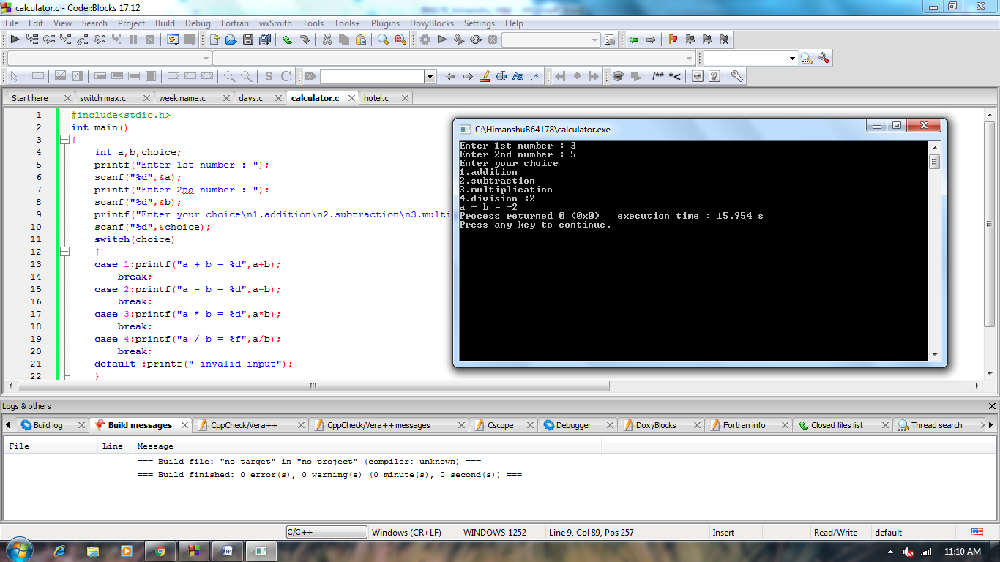 calculator.c - Code::Blocks 17.12
File Edit View Search Project Build Debug Fortran wxSmith Tools Tools+ Plugins DoxyBlocks Settings Help
S C /** *<
Start here switch max.c week name.c days.c calculator.c hotel.c
1 #include<stdio.h>
2 int main()
3 {
4 int a,b,choice;
5 printf("Enter 1st number : ");
6 scanf("%d",&a);
7 printf("Enter 2nd number : ");
8 scanf("%d",&b);
9 printf("Enter your choice\n1.addition\n2.subtraction\n3.multip
10 scanf("%d",&choice);
11 switch(choice)
12 {
13 case 1:printf("a + b = %d",a+b);
14 break;
15 case 2:printf("a - b = %d",a-b);
16 break;
17 case 3:printf("a * b = %d",a*b);
18 break;
19 case 4:printf("a / b = %f",a/b);
20 break;
21 default :printf(" invalid input");
22 }
C:\HimanshuB64178\calculator.exe
Enter 1st number : 3
Enter 2nd number : 5
Enter your choice
1.addition
2.subtraction
3.multiplication
4.division :2
a - b = -2
Process returned 0 (0x0) execution time : 15.954 s
Press any key to continue.
Logs & others
Build log Build messages CppCheck/Vera++ CppCheck/Vera++ messages Cscope Debugger DoxyBlocks Fortran info Closed files list Thread search
File Line Message
=== Build file: "no target" in "no project" (compiler: unknown) ===
=== Build finished: 0 error(s), 0 warning(s) (0 minute(s), 0 second(s)) ===
C/C++ Windows (CR+LF) WINDOWS-1252 Line 9, Col 89, Pos 257 Insert Read/Write default
11:10 AM